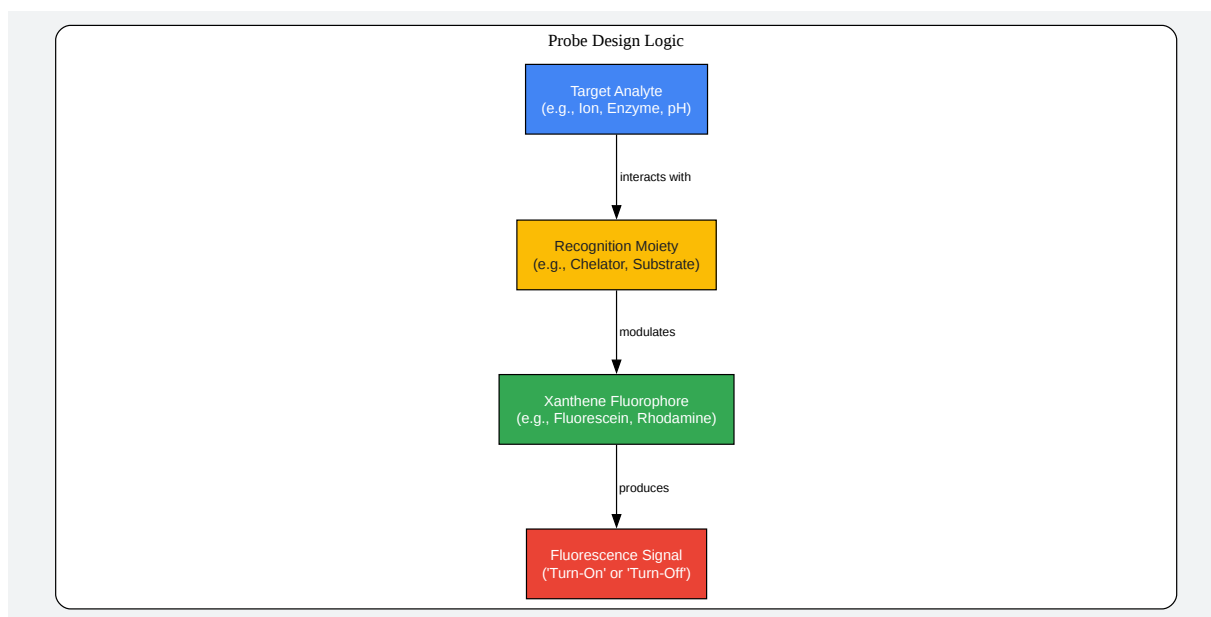 Probe Design Logic
Target Analyte
(e.g., Ion, Enzyme, pH)
interacts with
Recognition Moiety
(e.g., Chelator, Substrate)
modulates
Xanthene Fluorophore
(e.g., Fluorescein, Rhodamine)
produces
Fluorescence Signal
('Turn-On' or 'Turn-Off')